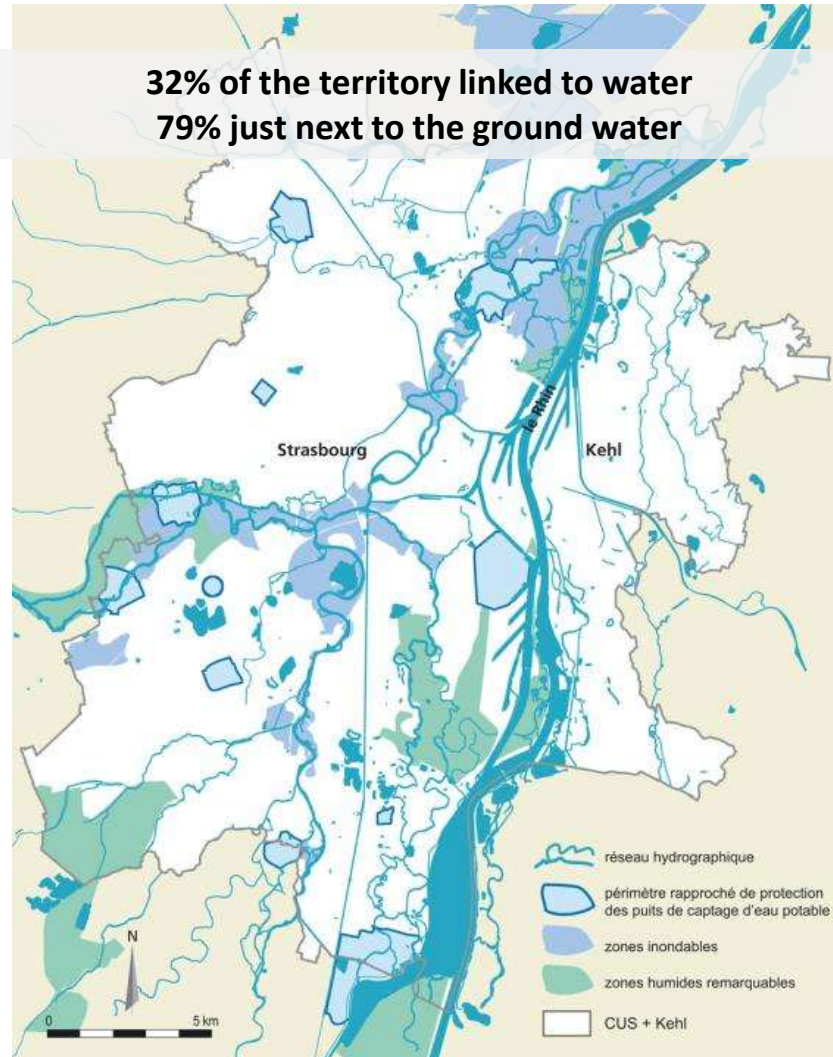 32% of the territory linked to water
79% just next to the ground water
le Rhin
Strasbourg
Kehl
réseau hydrographique
périmètre rapproché de protection
des puits de captage d'eau potable
zones inondables
zones humides remarquables
CUS + Kehl
N
0 5 km